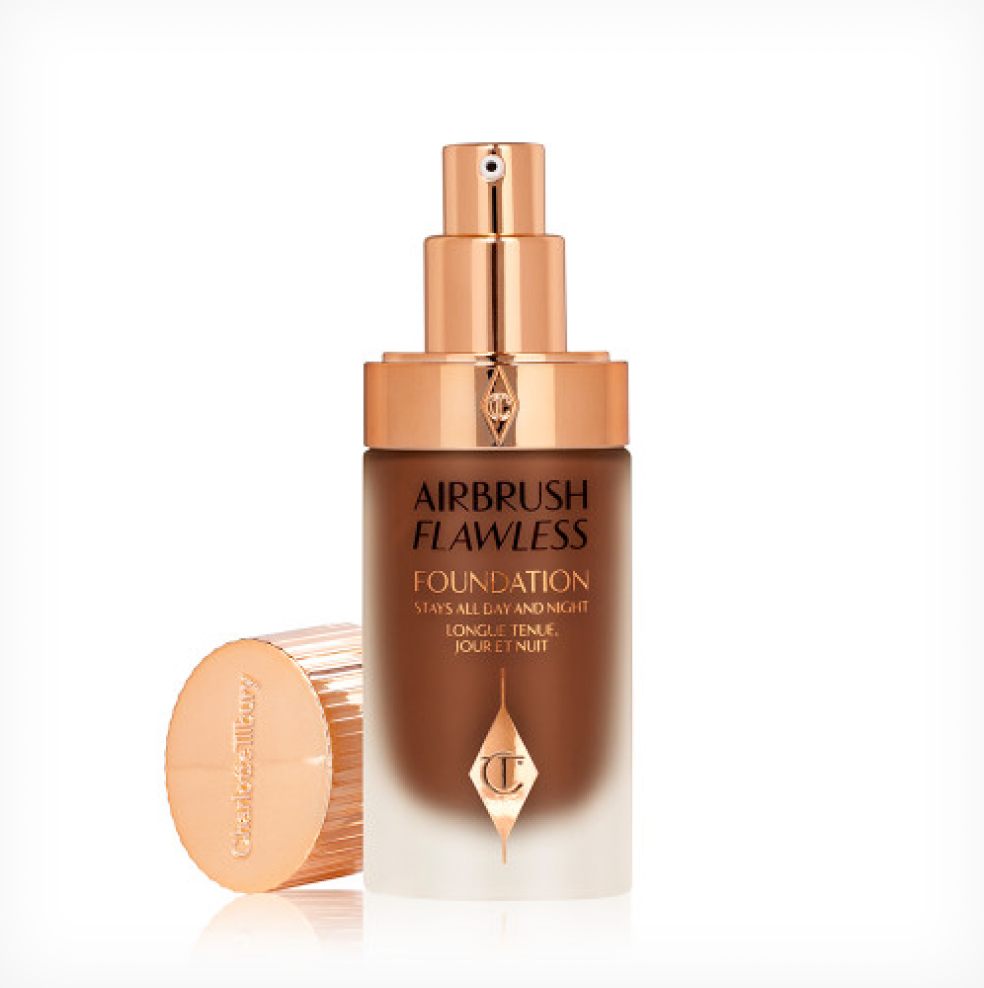 AIRBRUSH
FLAWLESS
FOUNDATION
STAYS ALL DAY AND NIGHT
LONGUE TENUE,
JOUR ET NUIT
CT
CT
Charlotte Tilbury